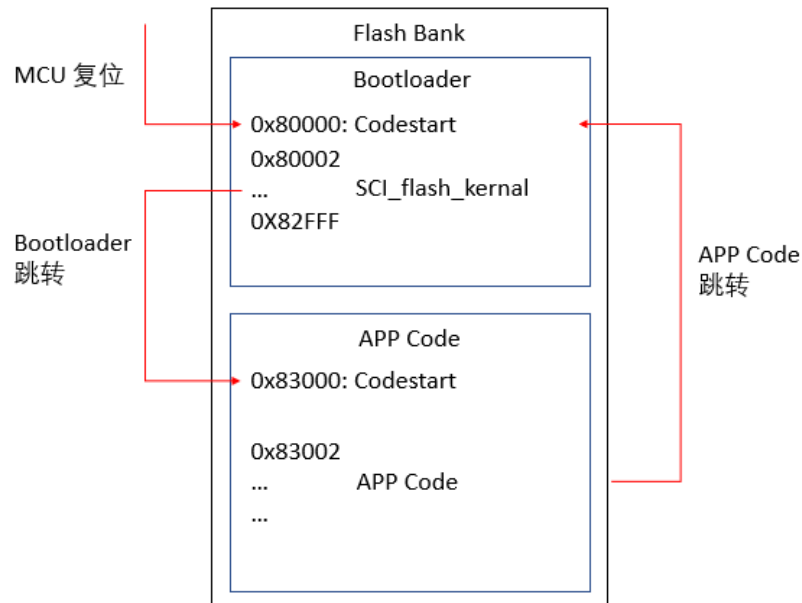 Flash Bank
MCU 复位
Bootloader
0x80000: Codestart
0x80002
... SCI_flash_kernal
0X82FFF
Bootloader
跳转
APP Code
跳转
APP Code
0x83000: Codestart
0x83002
... APP Code
...